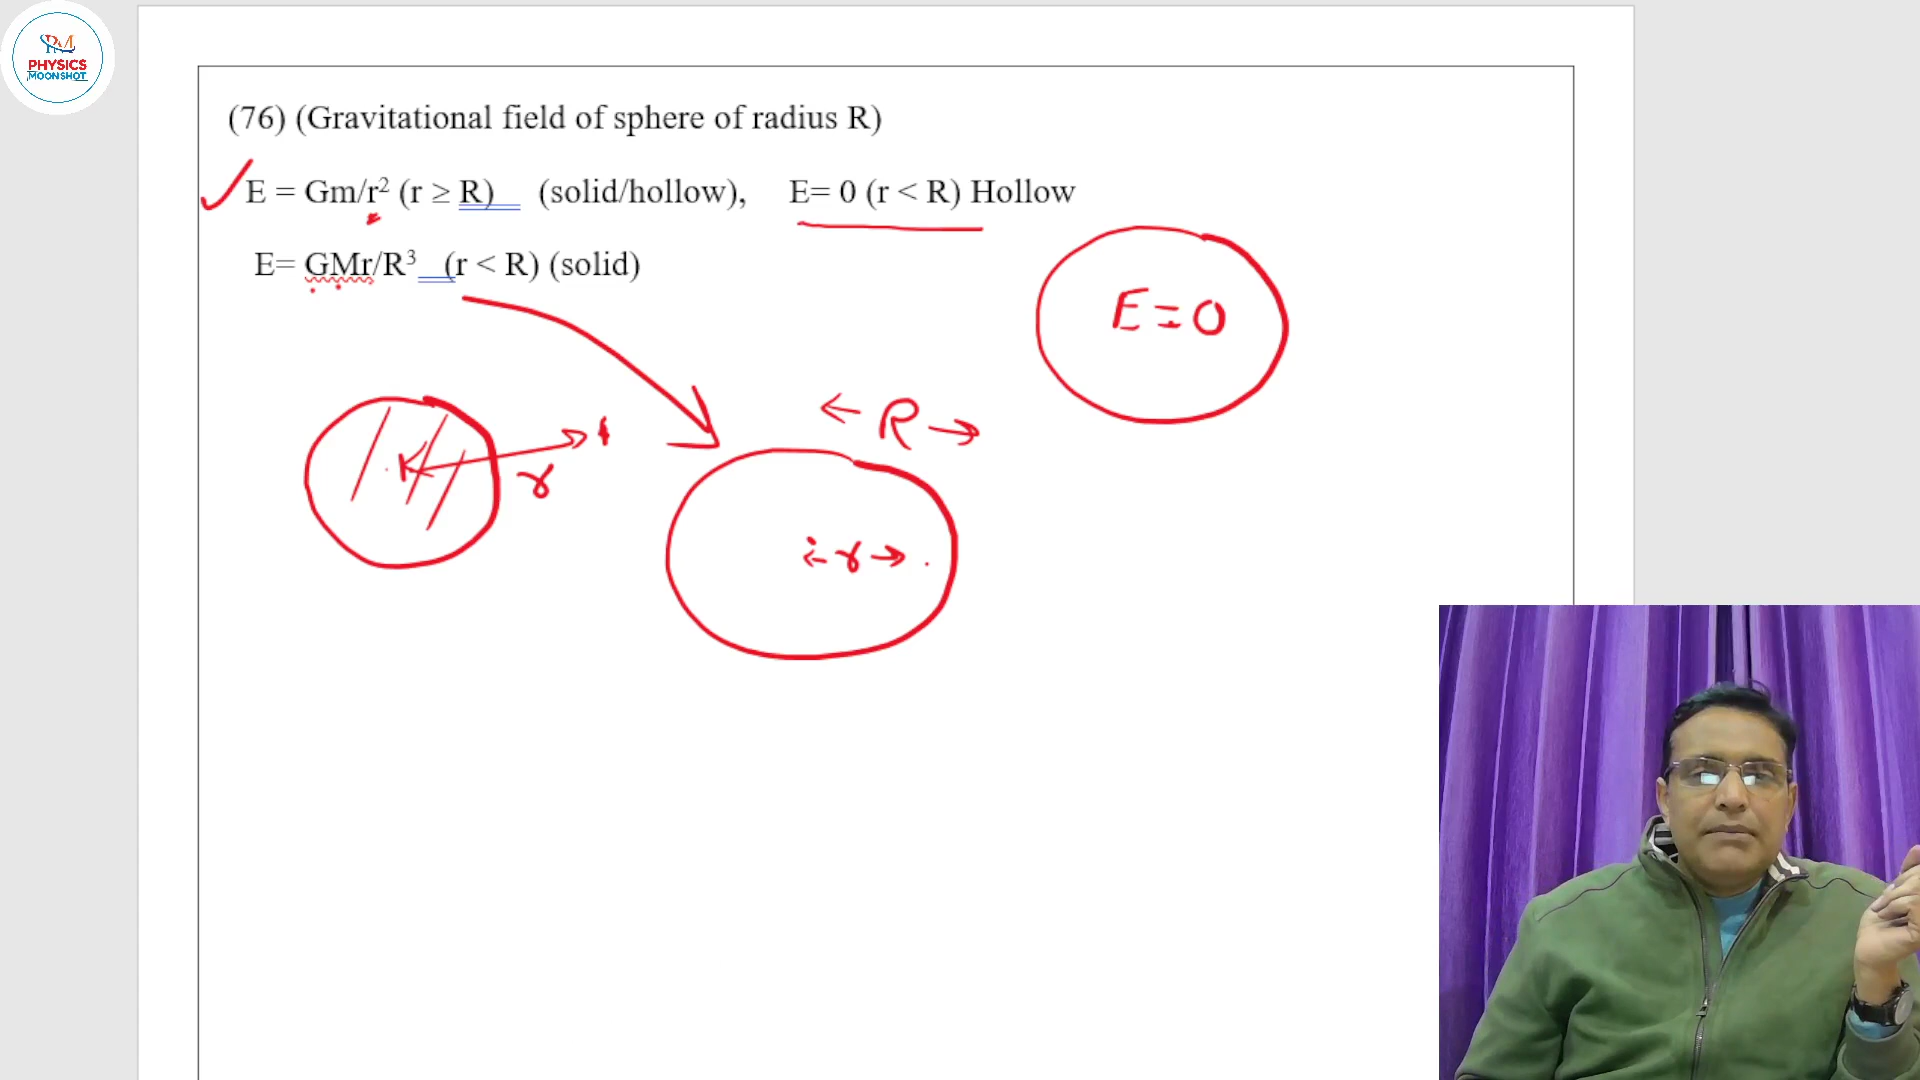 PHYSICS
MOONSHOT
(76) (Gravitational field of sphere of radius R)
E = Gm/r² (r ≥ R) (solid/hollow), E= 0 (r < R) Hollow
E= GMr/R³ (r < R) (solid)
E = 0
R
r
r